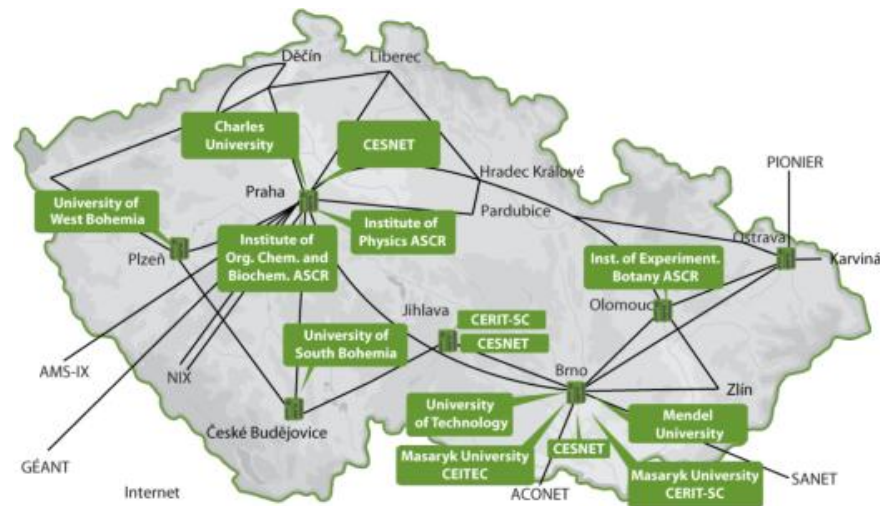 Děčín
Liberec
Charles
University
CESNET
PIONIER
Hradec Králové
Praha
University of
West Bohemia
Pardubice
Institute of
Physics ASCR
Institute of
Org. Chem. and
Biochem. ASCR
Plzeň
Ostrava
Karviná
Inst. of Experiment.
Botany ASCR
Olomouc
Jihlava
CERIT-SC
CESNET
University of
South Bohemia
AMS-IX
NIX
Brno
Zlín
České Budějovice
University
of Technology
Mendel
University
Masaryk University
CEITEC
CESNET
Masaryk University
CERIT-SC
GÉANT
Internet
ACONET
SANET